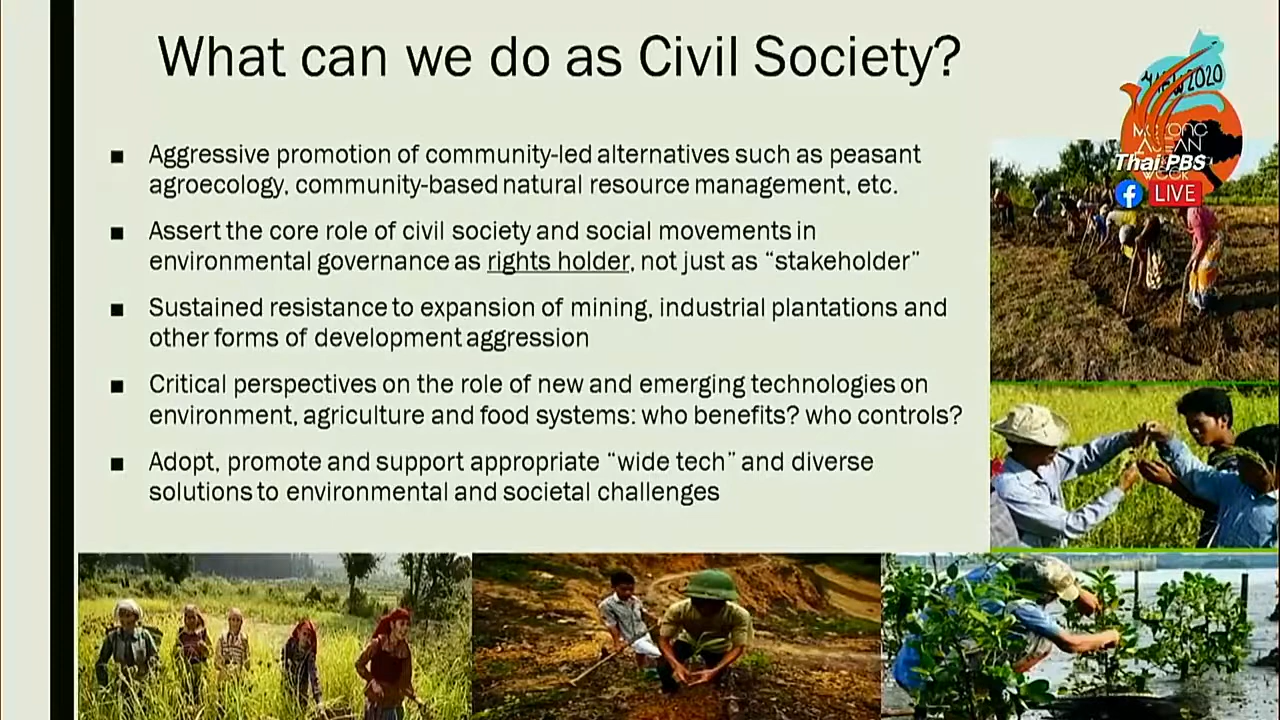 What can we do as Civil Society?
Aggressive promotion of community-led alternatives such as peasant
agroecology, community-based natural resource management, etc.
Assert the core role of civil society and social movements in
environmental governance as rights holder, not just as “stakeholder”
Sustained resistance to expansion of mining, industrial plantations and
other forms of development aggression
Critical perspectives on the role of new and emerging technologies on
environment, agriculture and food systems: who benefits? who controls?
Adopt, promote and support appropriate “wide tech” and diverse
solutions to environmental and societal challenges
2020
ASEAN
Thai PBS
WEEK
LIVE